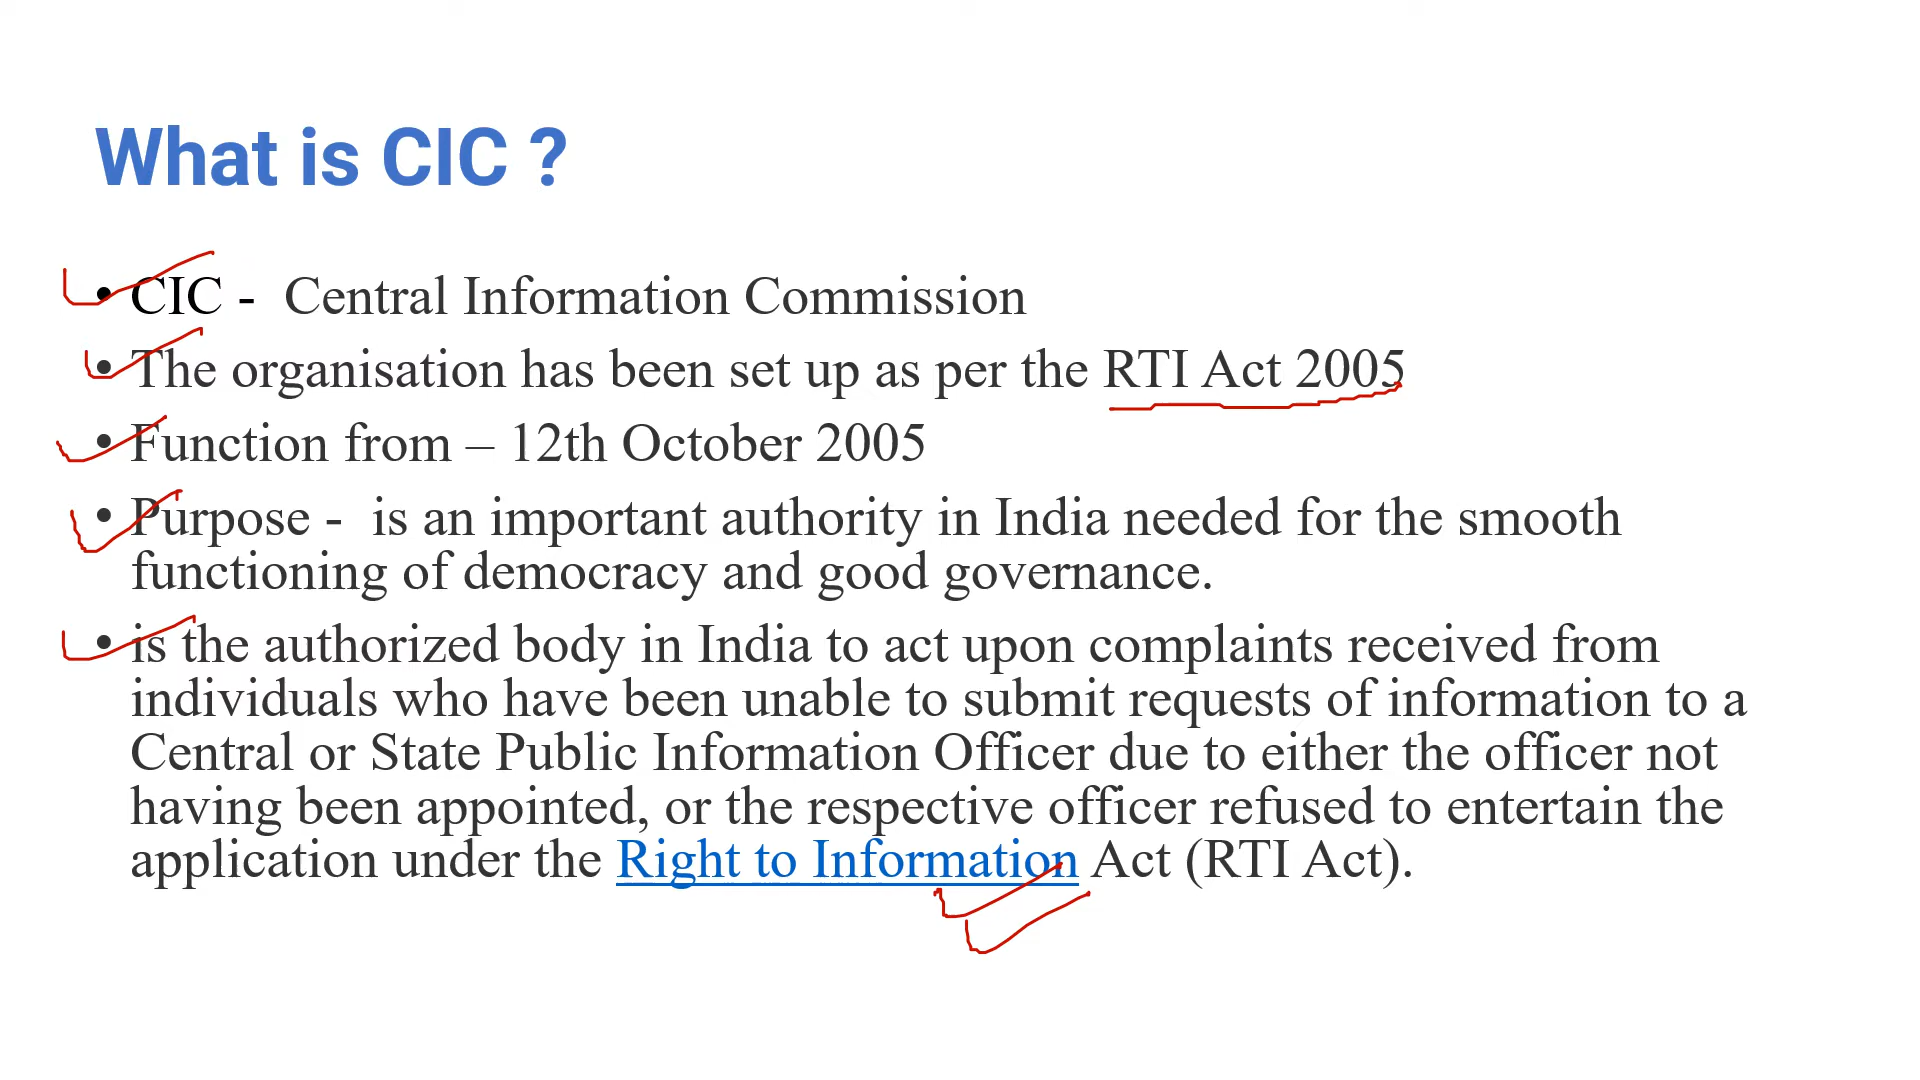 What is CIC ?
• CIC -  Central Information Commission
• The organisation has been set up as per the RTI Act 2005
• Function from – 12th October 2005
• Purpose -  is an important authority in India needed for the smooth
functioning of democracy and good governance.
• is the authorized body in India to act upon complaints received from
individuals who have been unable to submit requests of information to a
Central or State Public Information Officer due to either the officer not
having been appointed, or the respective officer refused to entertain the
application under the Right to Information Act (RTI Act).